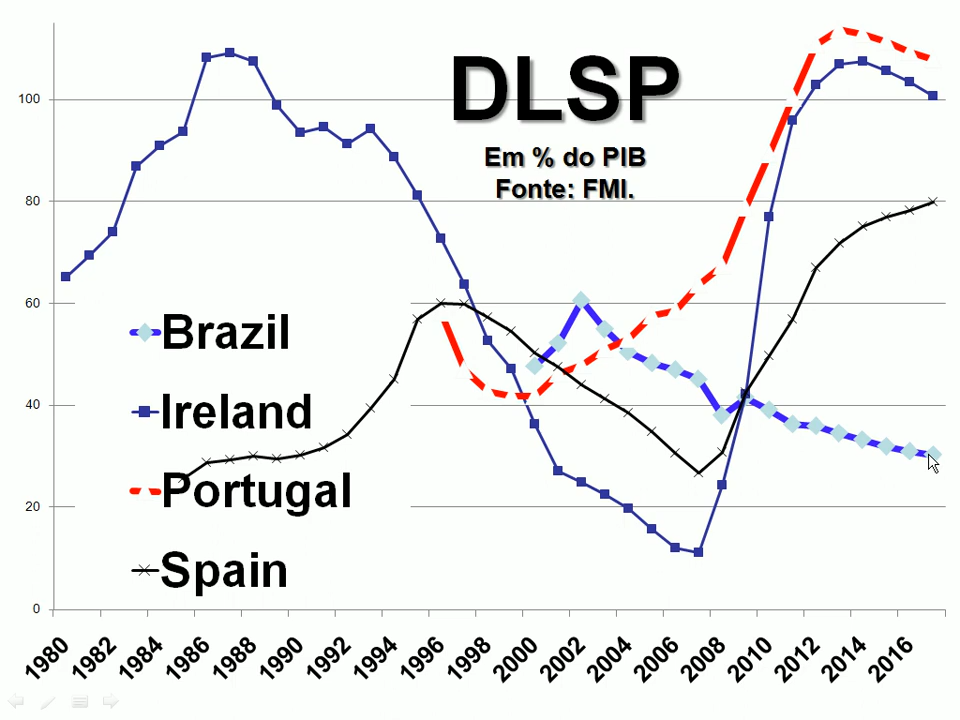 DLSP
Em % do PIB
Fonte: FMI.
100
80
60
40
20
0
Brazil
Ireland
Portugal
Spain
1980 1982 1984 1986 1988 1990 1992 1994 1996 1998 2000 2002 2004 2006 2008 2010 2012 2014 2016